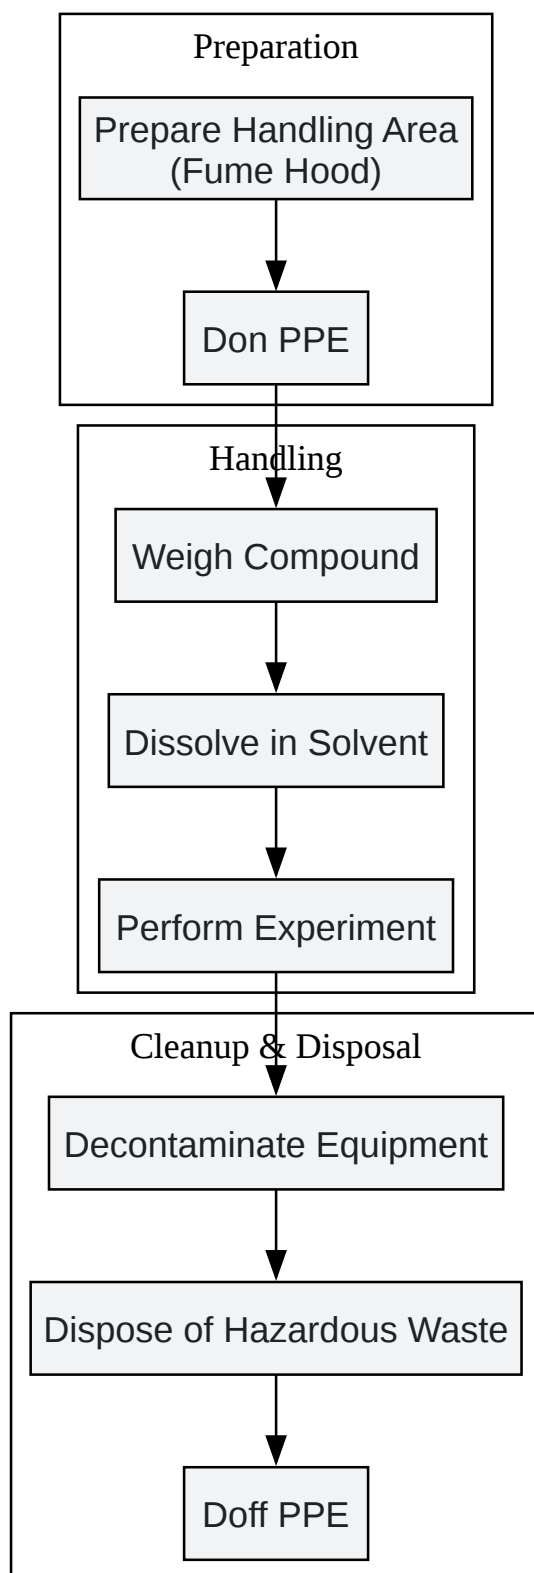 Preparation
Prepare Handling Area
(Fume Hood)
Don PPE
Handling
Weigh Compound
Dissolve in Solvent
Perform Experiment
Cleanup & Disposal
Decontaminate Equipment
Dispose of Hazardous Waste
Doff PPE